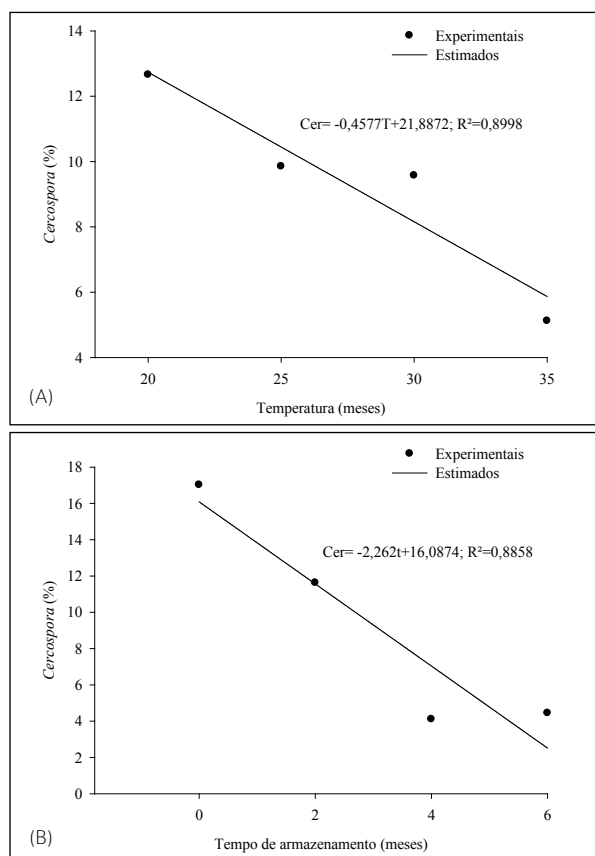 Experimentais
Estimados
14
12
10
8
6
4
Cercospora (%)
Cer= -0,4577T+21,8872; R²=0,8998
20 25 30 35
Temperatura (meses)
(A)
Experimentais
Estimados
18
16
14
12
10
8
6
4
2
0
Cercospora (%)
Cer= -2,262t+16,0874; R²=0,8858
0 2 4 6
Tempo de armazenamento (meses)
(B)